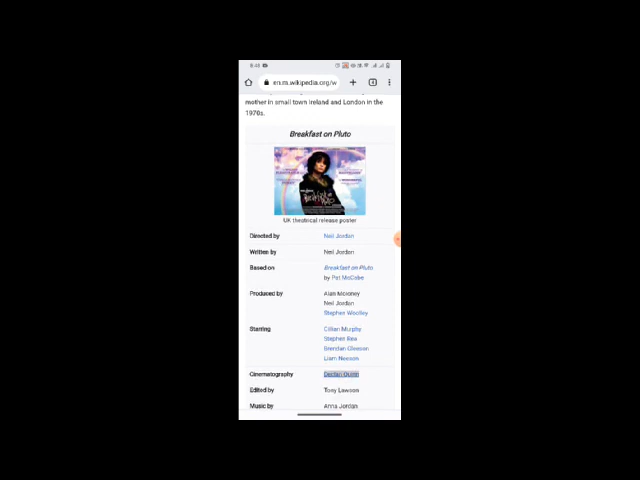 8:48
en.m.wikipedia.org/w
mother in small town Ireland and London in the
1970s.
Breakfast on Pluto
UK theatrical release poster
Directed by Neil Jordan
Written by Neil Jordan
Based on Breakfast on Pluto
by Pat McCabe
Produced by Alan Moloney
Neil Jordan
Stephen Woolley
Starring Cillian Murphy
Stephen Rea
Brendan Gleeson
Liam Neeson
Cinematography Declan Quinn
Edited by Tony Lawson
Music by Anna Jordan